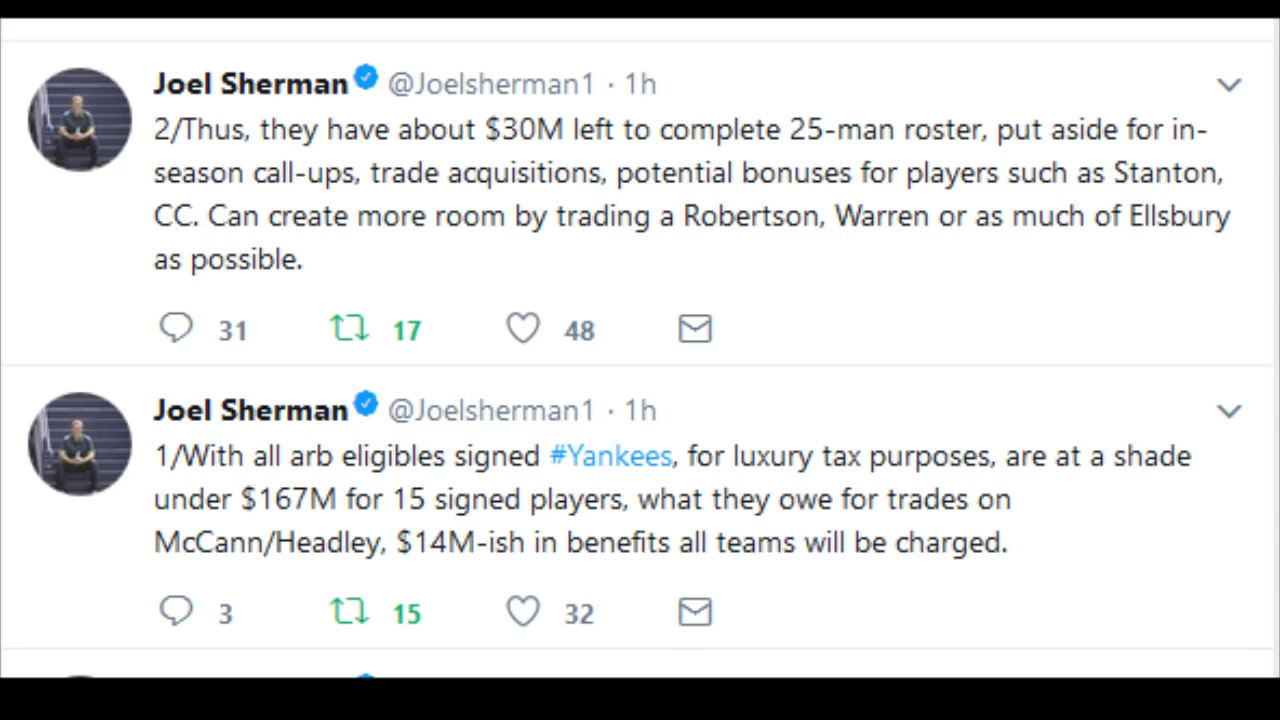 Joel Sherman @Joelsherman1 · 1h
2/Thus, they have about $30M left to complete 25-man roster, put aside for in-
season call-ups, trade acquisitions, potential bonuses for players such as Stanton,
CC. Can create more room by trading a Robertson, Warren or as much of Ellsbury
as possible.
31 17 48
Joel Sherman @Joelsherman1 · 1h
1/With all arb eligibles signed #Yankees, for luxury tax purposes, are at a shade
under $167M for 15 signed players, what they owe for trades on
McCann/Headley, $14M-ish in benefits all teams will be charged.
3 15 32